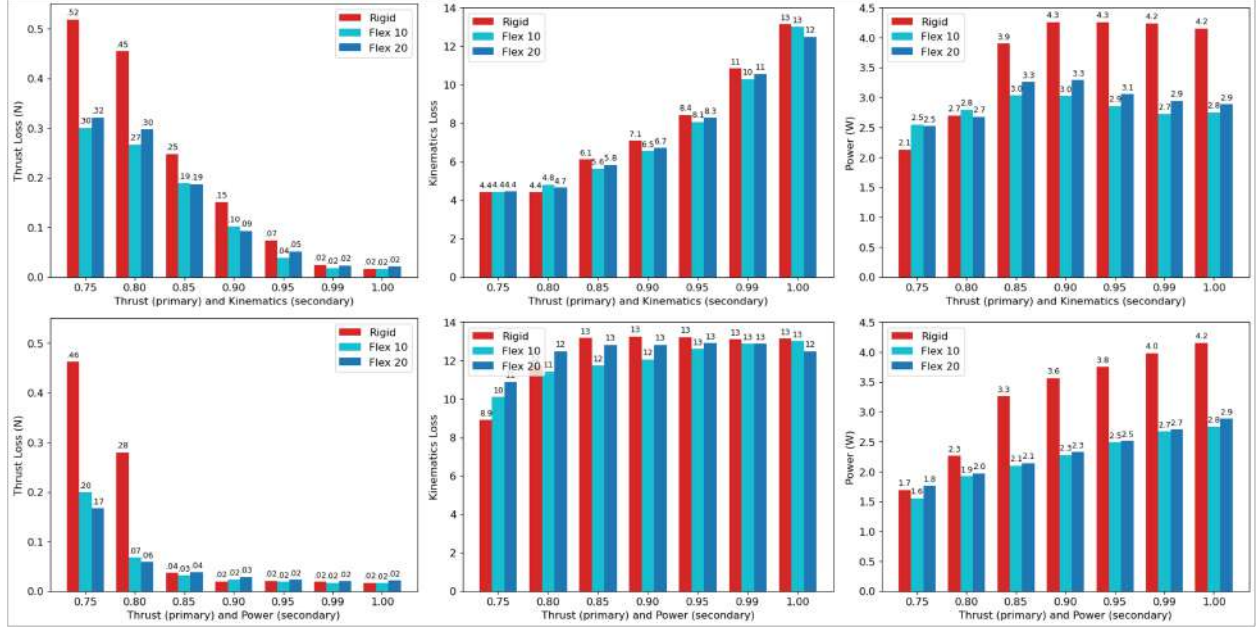 0.5
0.4
0.3
0.2
0.1
0.0
Thrust Loss (N)
.52 .30 .32
.45 .27 .30
.25 .19 .19
.15 .10 .09
.07 .04 .05
.02 .02 .02
.02 .02 .02
Rigid
Flex 10
Flex 20
0.75 0.80 0.85 0.90 0.95 0.99 1.00
Thrust (primary) and Kinematics (secondary)
14
12
10
8
6
4
2
0
Kinematics Loss
4.4 4.4 4.4
4.4 4.8 4.7
6.1 5.6 5.8
7.1 6.5 6.7
8.4 8.1 8.3
11 10 11
13 13 12
Rigid
Flex 10
Flex 20
0.75 0.80 0.85 0.90 0.95 0.99 1.00
Thrust (primary) and Kinematics (secondary)
4.5
4.0
3.5
3.0
2.5
2.0
1.5
1.0
0.5
0.0
Power (W)
2.1 2.5 2.5
2.7 2.8 2.7
3.9 3.0 3.3
4.3 3.0 3.3
4.3 2.9 3.1
4.2 2.7 2.9
4.2 2.8 2.9
Rigid
Flex 10
Flex 20
0.75 0.80 0.85 0.90 0.95 0.99 1.00
Thrust (primary) and Kinematics (secondary)
0.5
0.4
0.3
0.2
0.1
0.0
Thrust Loss (N)
.46 .20 .17
.28 .07 .06
.04 .03 .04
.02 .02 .03
.02 .02 .02
.02 .02 .02
.02 .02 .02
Rigid
Flex 10
Flex 20
0.75 0.80 0.85 0.90 0.95 0.99 1.00
Thrust (primary) and Power (secondary)
14
12
10
8
6
4
2
0
Kinematics Loss
8.9 10
11 12
13 12 13
13 12 13
13 13 13
13 13 13
13 13 12
Rigid
Flex 10
Flex 20
0.75 0.80 0.85 0.90 0.95 0.99 1.00
Thrust (primary) and Power (secondary)
4.5
4.0
3.5
3.0
2.5
2.0
1.5
1.0
0.5
0.0
Power (W)
1.7 1.6 1.8
2.3 1.9 2.0
3.3 2.1 2.1
3.6 2.3 2.3
3.8 2.5 2.5
4.0 2.7 2.7
4.2 2.8 2.9
Rigid
Flex 10
Flex 20
0.75 0.80 0.85 0.90 0.95 0.99 1.00
Thrust (primary) and Power (secondary)